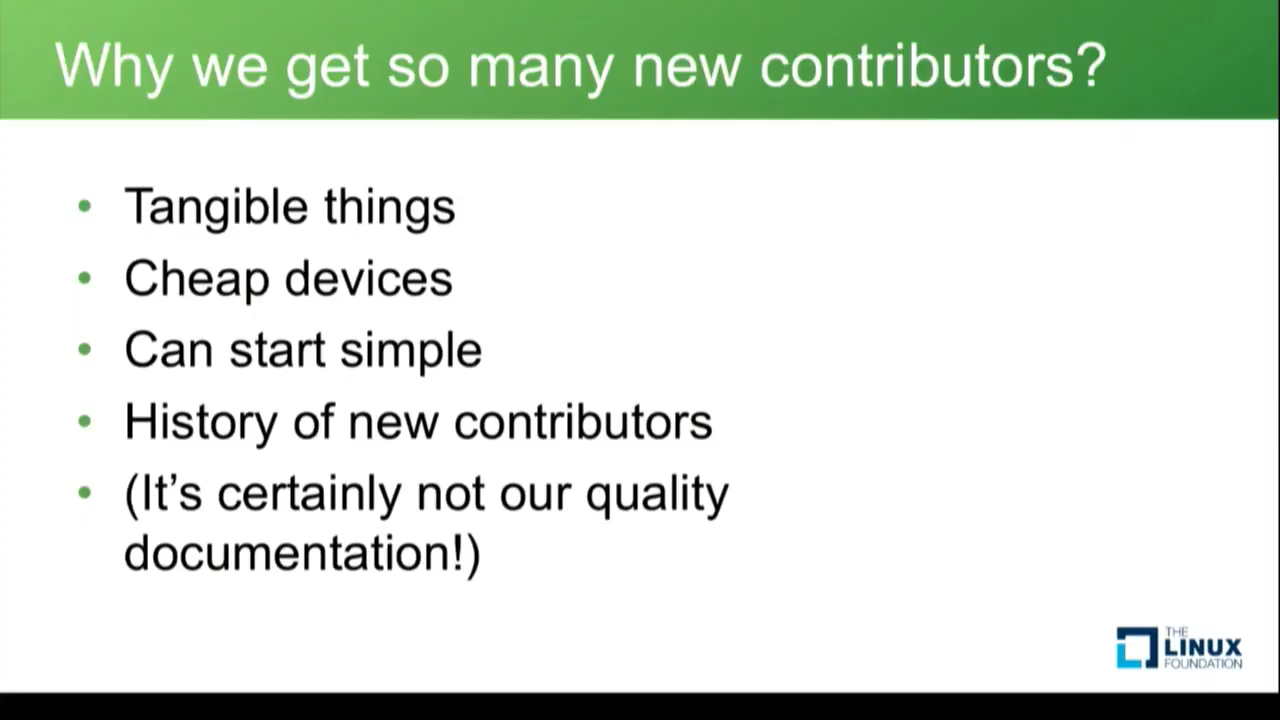 Why we get so many new contributors?
• Tangible things
• Cheap devices
• Can start simple
• History of new contributors
• (It’s certainly not our quality
documentation!)
THE
LINUX
FOUNDATION